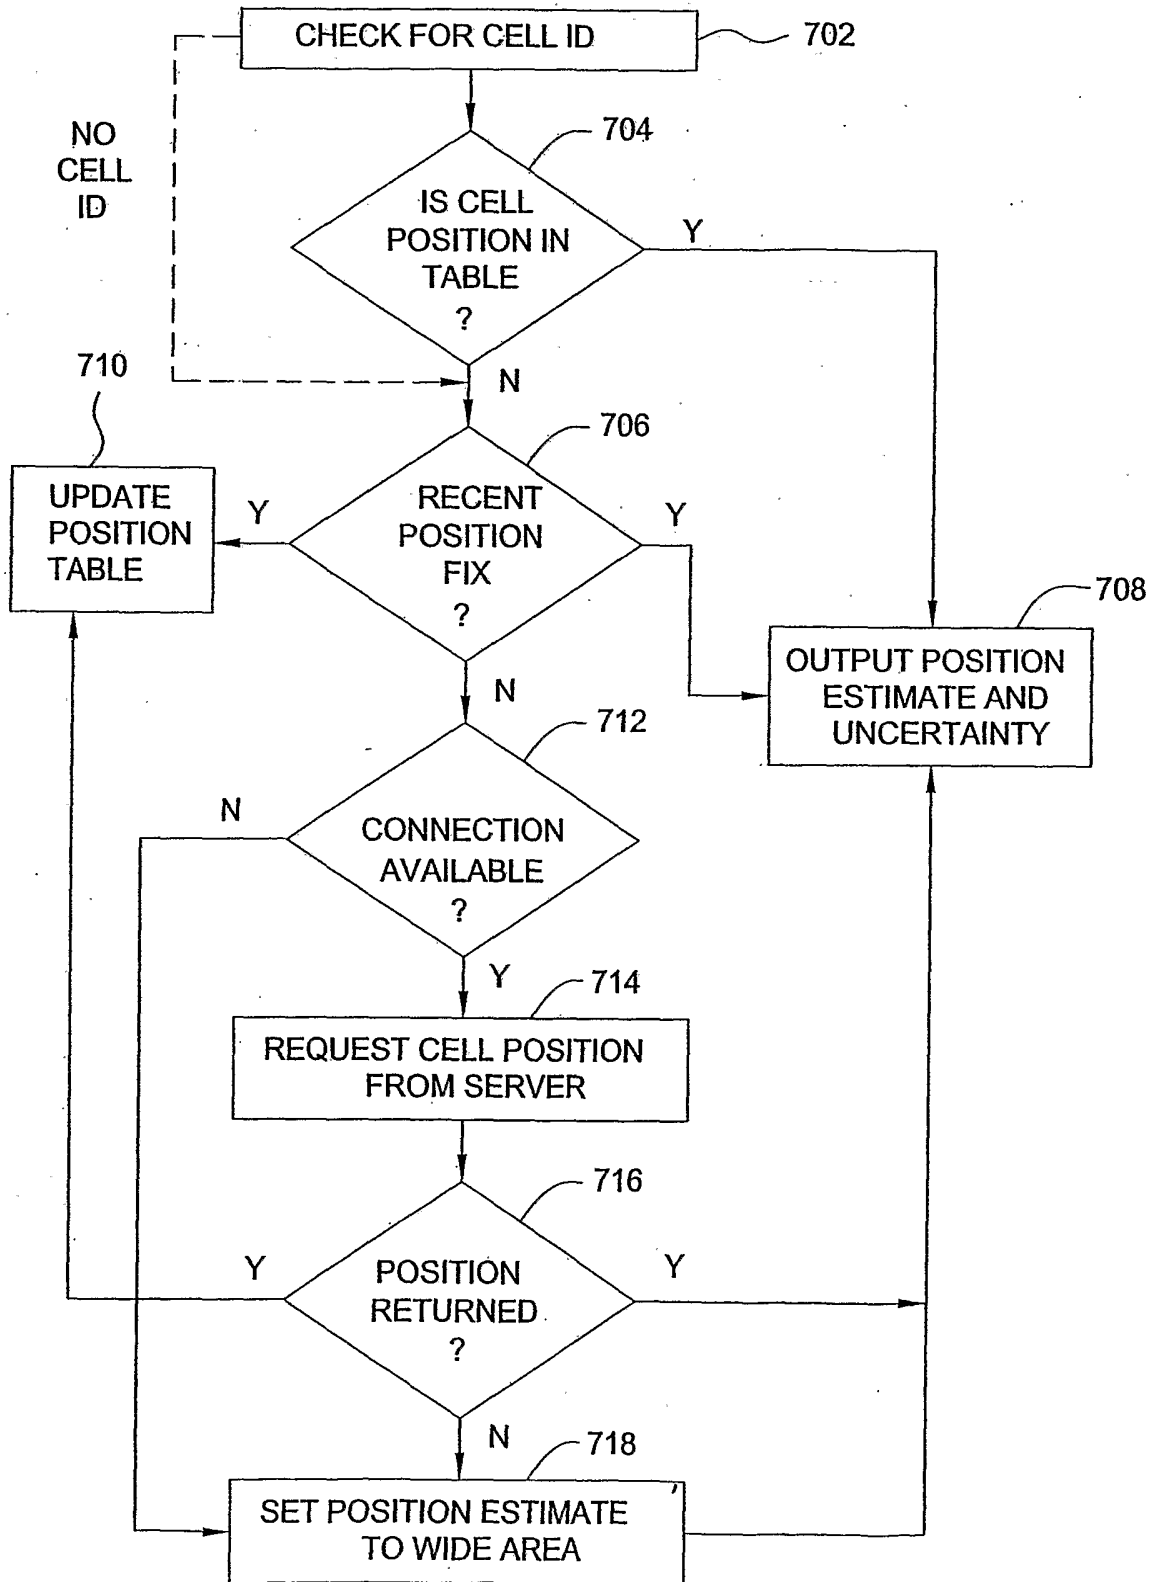 CHECK FOR CELL ID
702
NO
CELL
ID
704
IS CELL
POSITION IN
TABLE
?
Y
N
710
706
UPDATE
POSITION
TABLE
Y
RECENT
POSITION
FIX
?
Y
708
OUTPUT POSITION
ESTIMATE AND
UNCERTAINTY
N
712
N
CONNECTION
AVAILABLE
?
Y
714
REQUEST CELL POSITION
FROM SERVER
716
Y
POSITION
RETURNED
?
Y
N
718
SET POSITION ESTIMATE
TO WIDE AREA